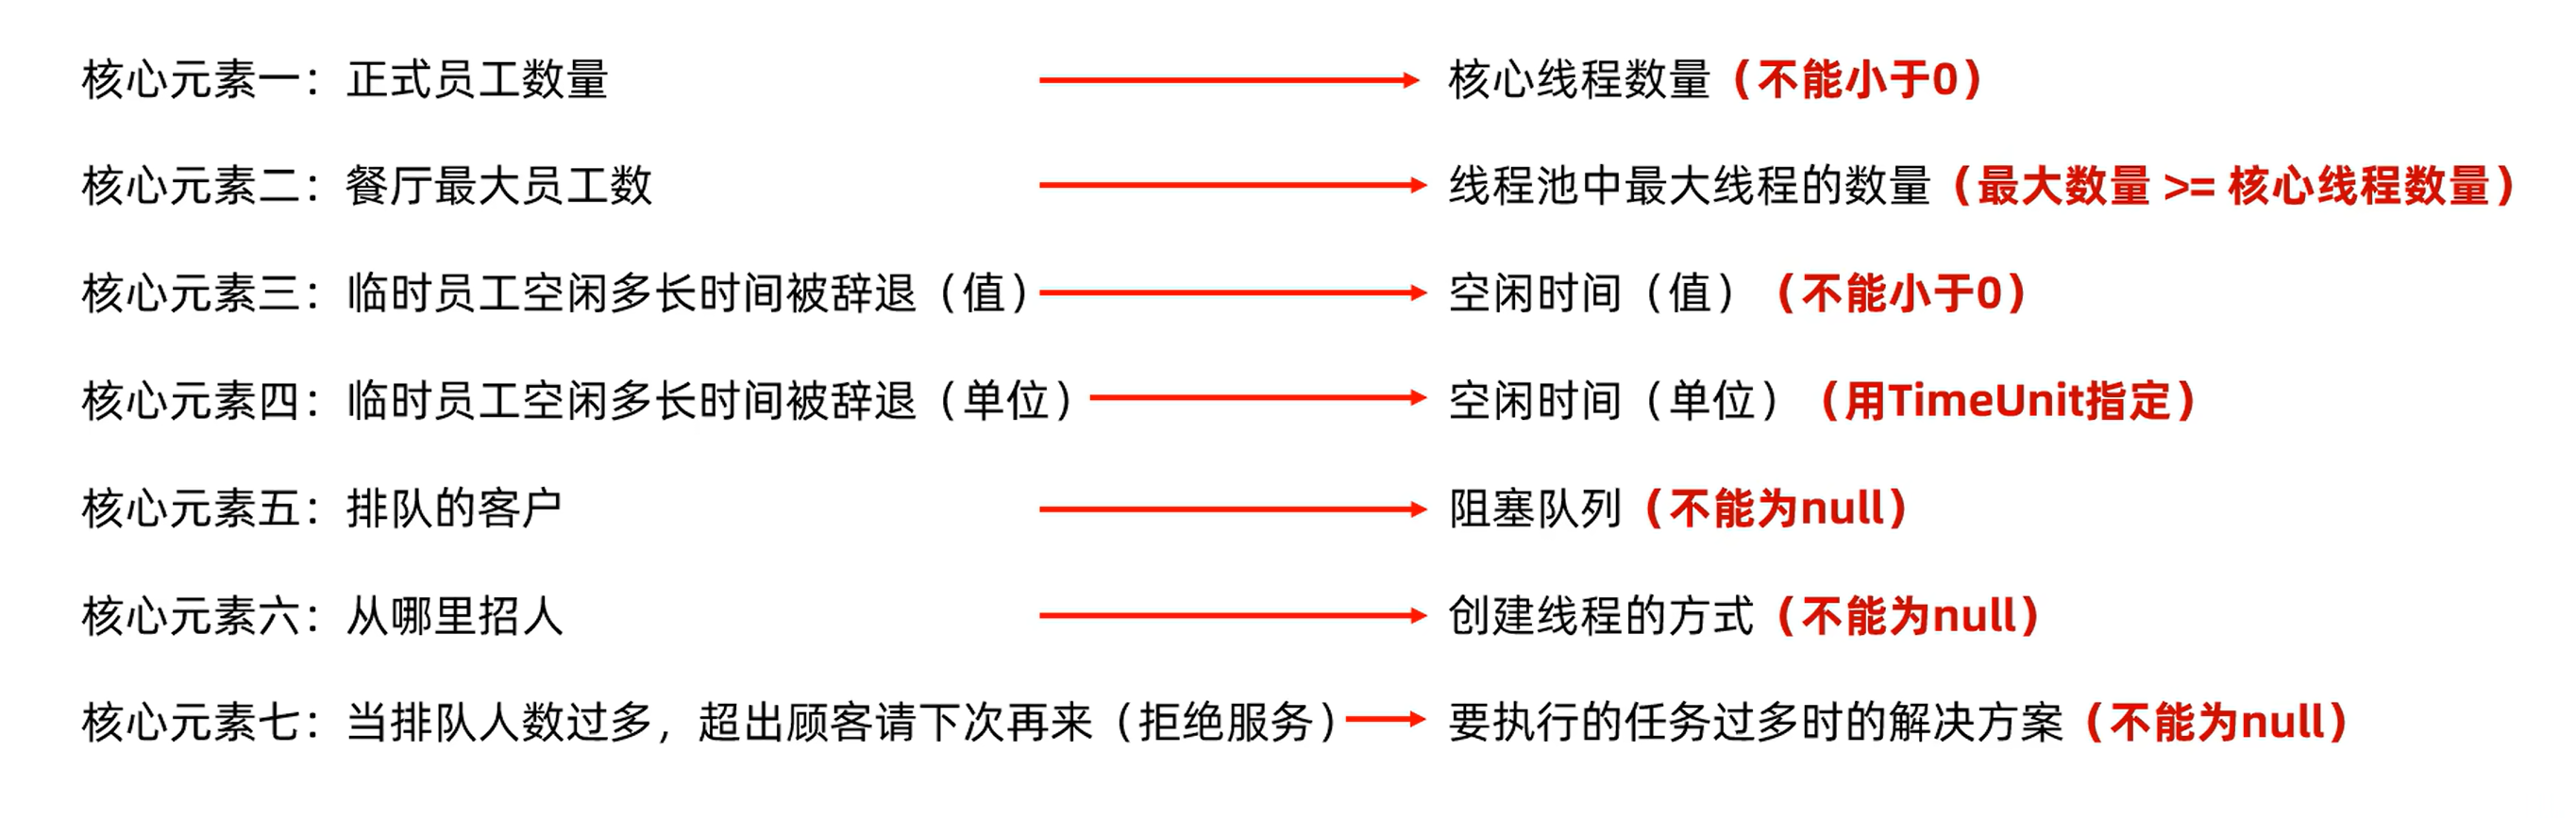 核心元素一：正式员工数量 核心线程数量（不能小于0）
核心元素二：餐厅最大员工数 线程池中最大线程的数量（最大数量 >= 核心线程数量）
核心元素三：临时员工空闲多长时间被辞退（值） 空闲时间（值）（不能小于0）
核心元素四：临时员工空闲多长时间被辞退（单位） 空闲时间（单位）（用TimeUnit指定）
核心元素五：排队的客户 阻塞队列（不能为null）
核心元素六：从哪里招人 创建线程的方式（不能为null）
核心元素七：当排队人数过多，超出顾客请下次再来（拒绝服务） 要执行的任务过多时的解决方案（不能为null）